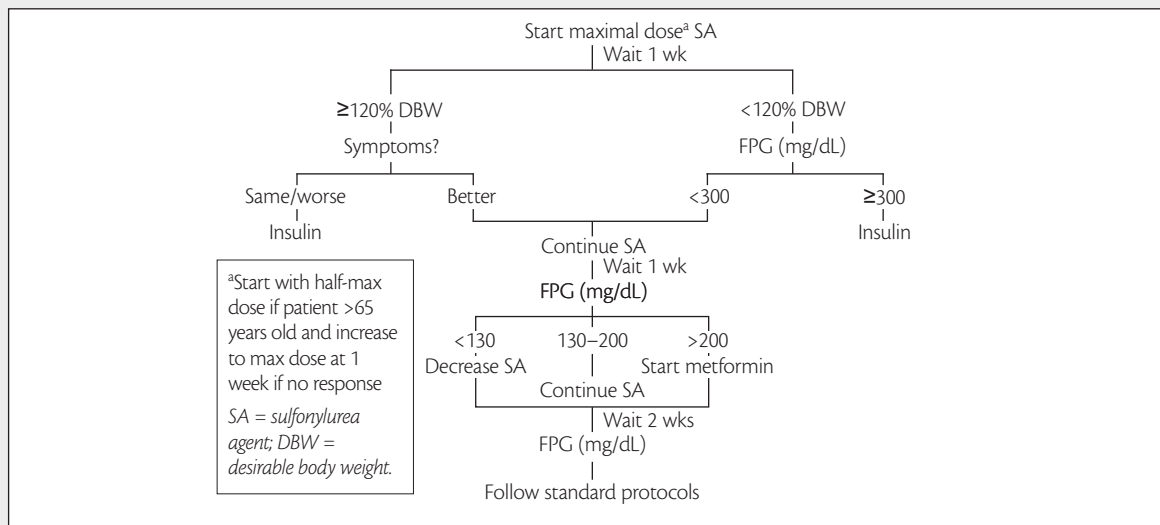 Start maximal doseᵃ SA
Wait 1 wk
≥120% DBW
<120% DBW
Symptoms?
FPG (mg/dL)
Same/worse
Better
<300
≥300
Insulin
Insulin
Continue SA
Wait 1 wk
FPG (mg/dL)
<130
130–200
>200
Decrease SA
Start metformin
Continue SA
Wait 2 wks
FPG (mg/dL)
Follow standard protocols
ᵃStart with half-max
dose if patient >65
years old and increase
to max dose at 1
week if no response
SA = sulfonylurea
agent; DBW =
desirable body weight.